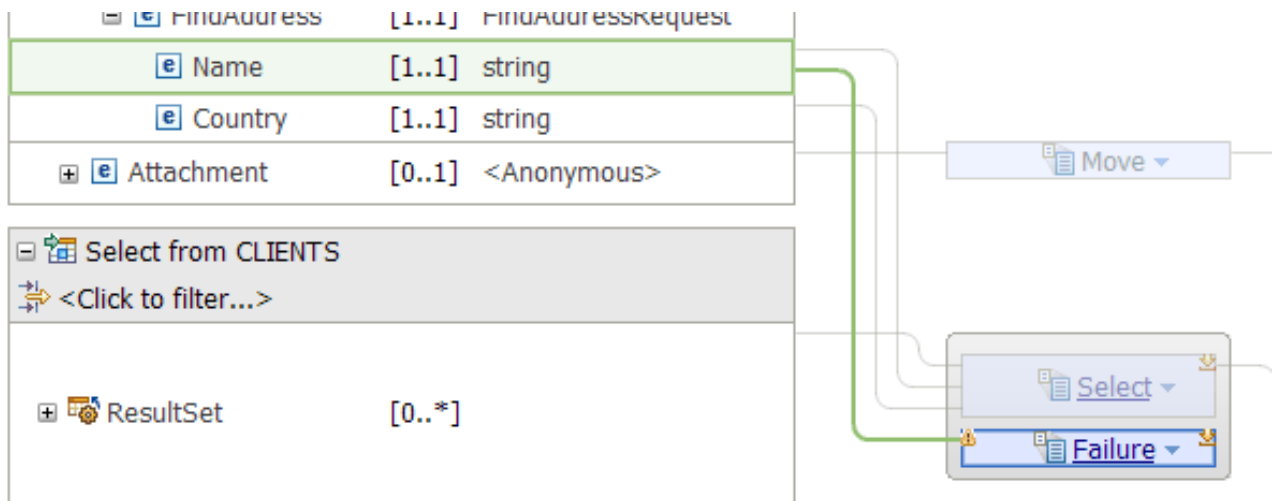 FindAddress [1..1] FindAddressRequest
e Name [1..1] string
e Country [1..1] string
e Attachment [0..1] <Anonymous>
Move
Select from CLIENTS
<Click to filter...>
Select
ResultSet [0..*]
Failure